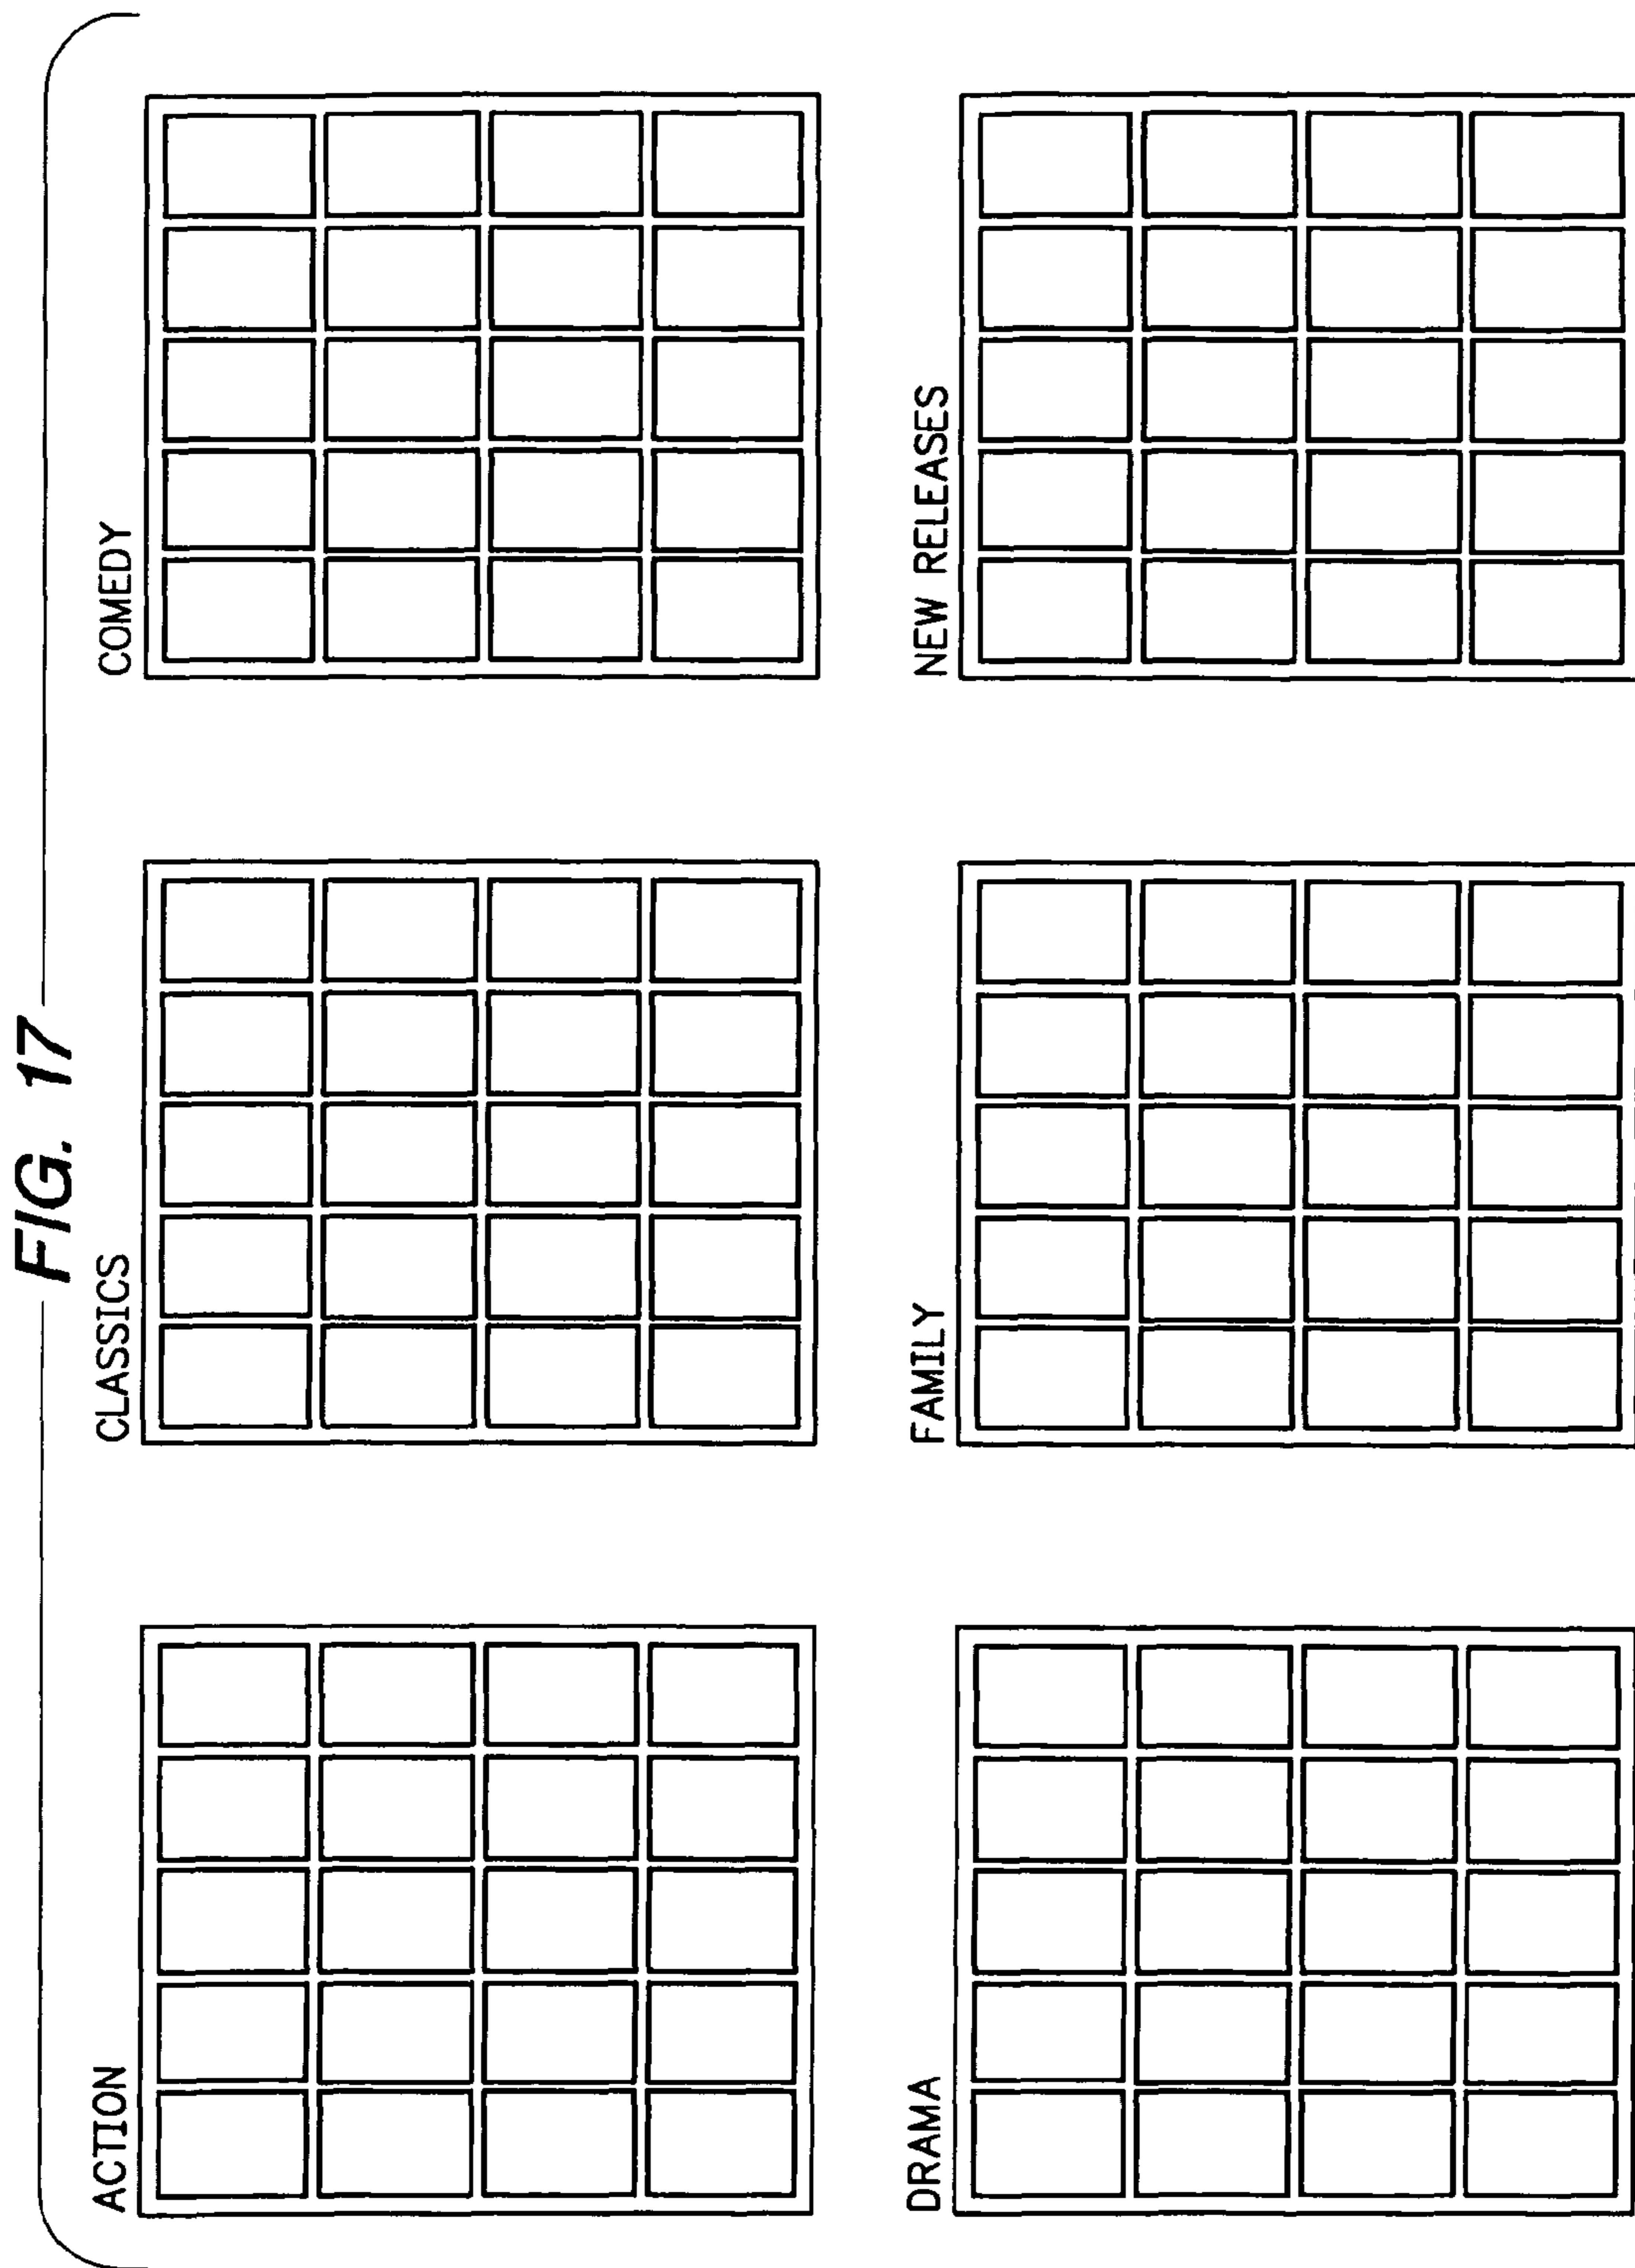 FIG. 17
ACTION
CLASSICS
COMEDY
DRAMA
FAMILY
NEW RELEASES